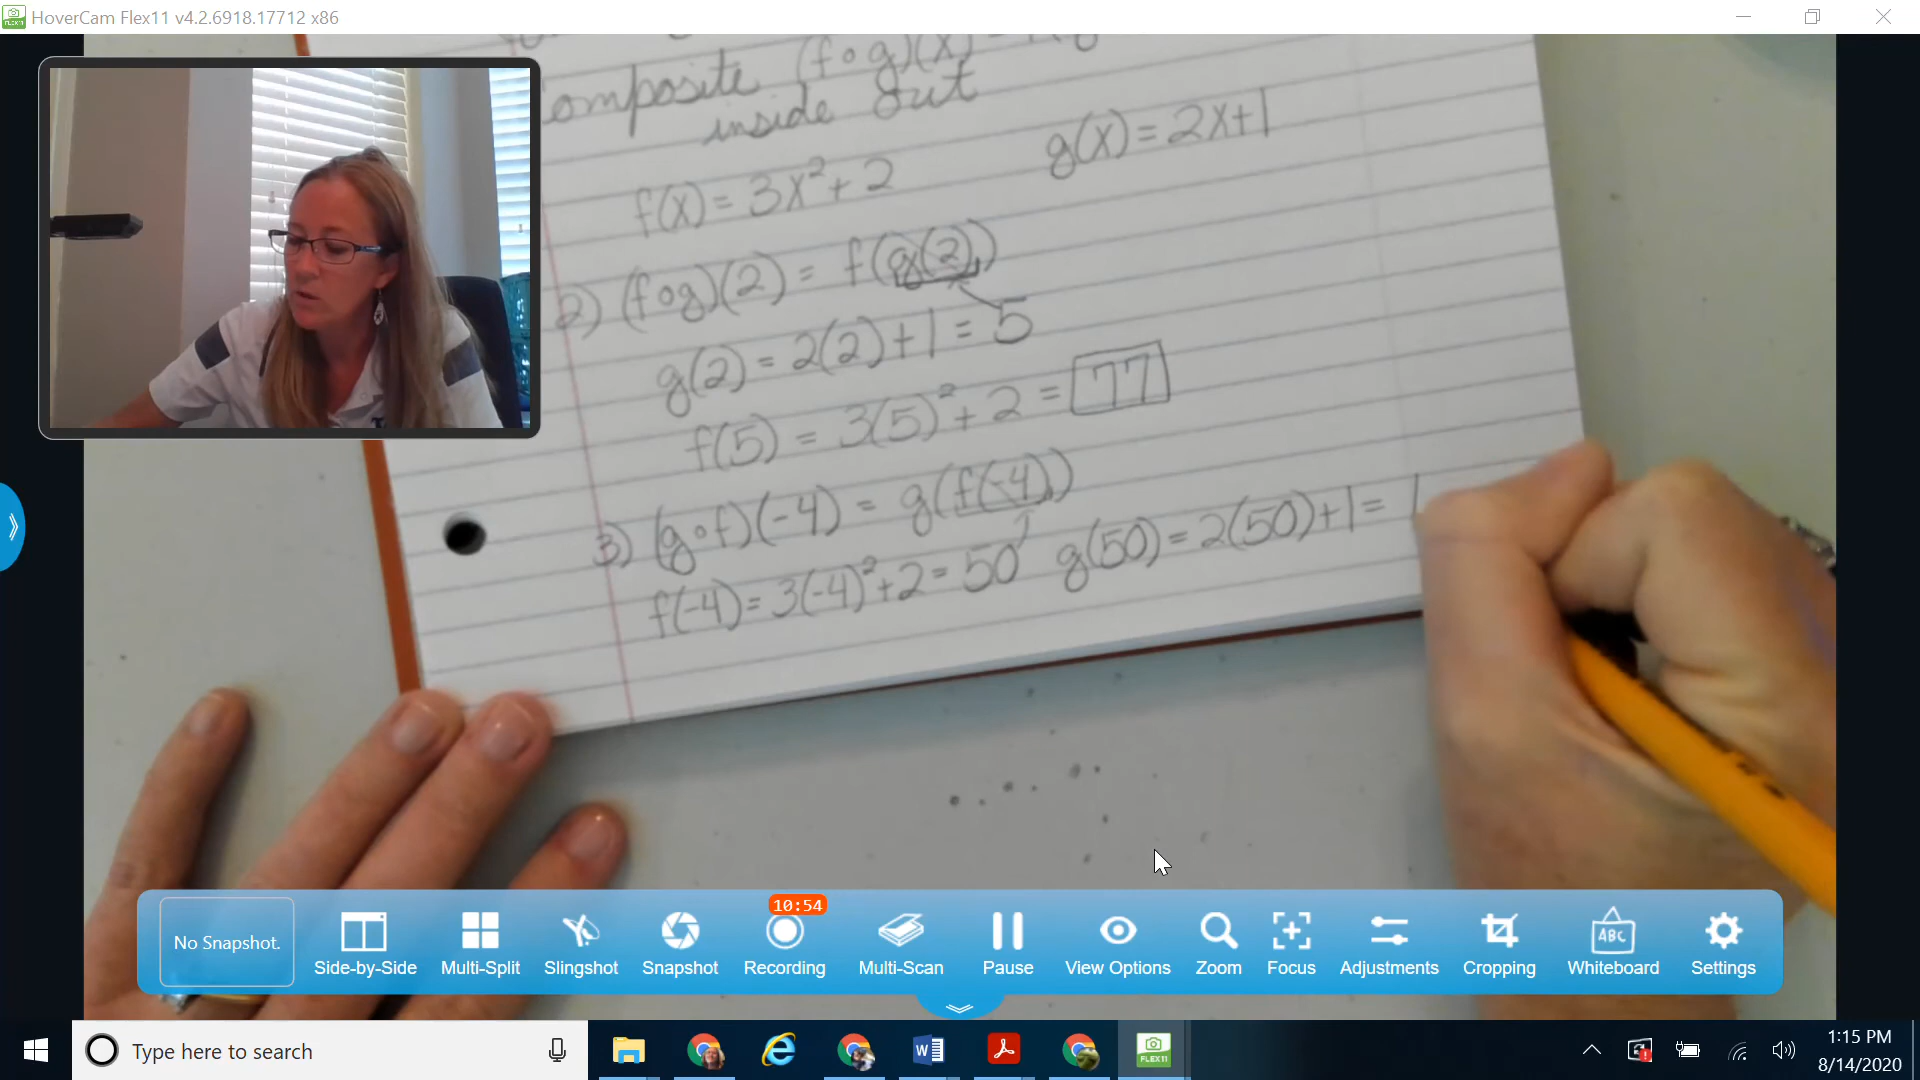 HoverCam Flex11 v4.2.6918.17712 x86
omposite (f∘g)(x)
inside out
f(x) = 3x²+ 2 g(x) = 2x+1
2) (f∘g)(2) = f(g(2))
g(2) = 2(2)+1 = 5
f(5) = 3(5)²+ 2 = 77
3) (g∘f)(-4) = g(f(-4))
f(-4) = 3(-4)²+2 = 50 g(50) = 2(50)+1 = 1
10:54
No Snapshot.
Side-by-Side Multi-Split Slingshot Snapshot Recording Multi-Scan Pause View Options Zoom Focus Adjustments Cropping Whiteboard Settings
ABC
Type here to search
FLEX11
1:15 PM
8/14/2020